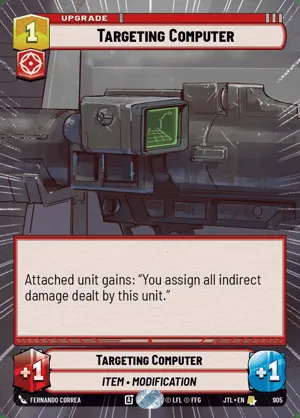 UPGRADE
1
TARGETING COMPUTER
Attached unit gains: “You assign all indirect
damage dealt by this unit.”
TARGETING COMPUTER
+1
ITEM • MODIFICATION
+1
FERNANDO CORREA
© LFL © FFG
JTL • EN
905